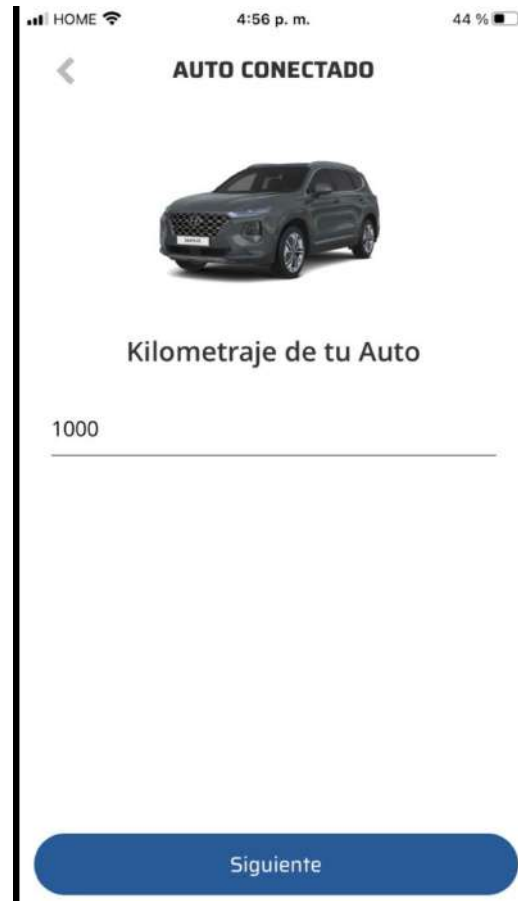 HOME 4:56 p. m. 44 %
AUTO CONECTADO
Kilometraje de tu Auto
1000
Siguiente